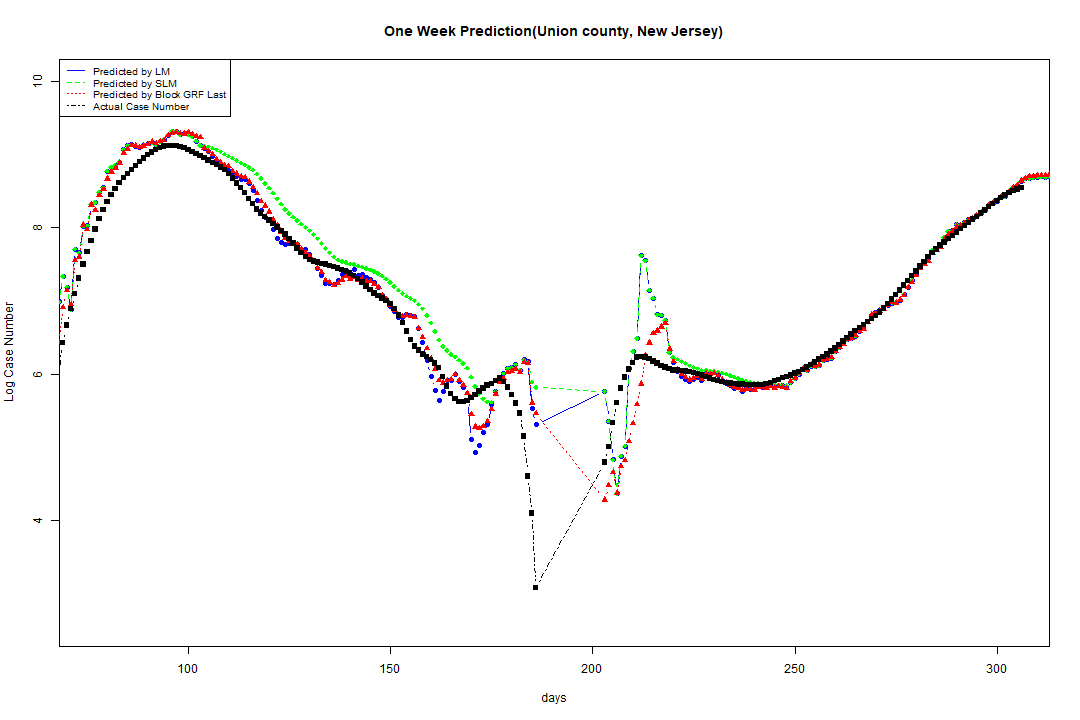 One Week Prediction(Union county, New Jersey)
Predicted by LM
Predicted by SLM
Predicted by Block GRF Last
Actual Case Number
10
8
6
4
Log Case Number
100 150 200 250 300
days